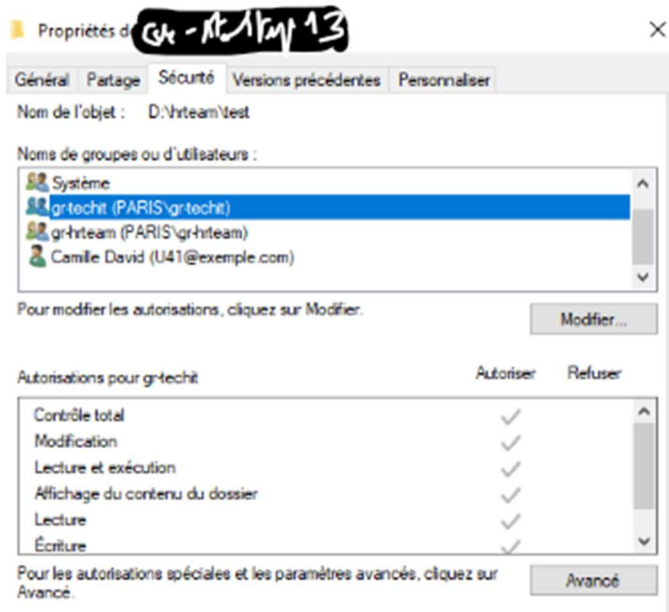 Propriétés d
13
Général Partage Sécurité Versions précédentes Personnaliser
Nom de l'objet : D:\hrteam\test
Noms de groupes ou d'utilisateurs :
Système
gr-techit (PARIS\gr-techit)
gr-hrteam (PARIS\gr-hrteam)
Camille David (U41@exemple.com)
Pour modifier les autorisations, cliquez sur Modifier.
Modifier...
Autorisations pour gr-techit Autoriser Refuser
Contrôle total
Modification
Lecture et exécution
Affichage du contenu du dossier
Lecture
Écriture
Pour les autorisations spéciales et les paramètres avancés, cliquez sur
Avancé.
Avancé